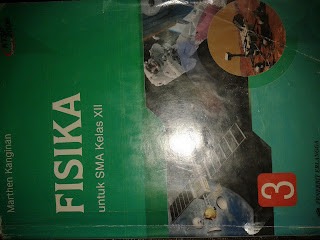 Marthen Kanginan
FISIKA
untuk SMA Kelas XII
3